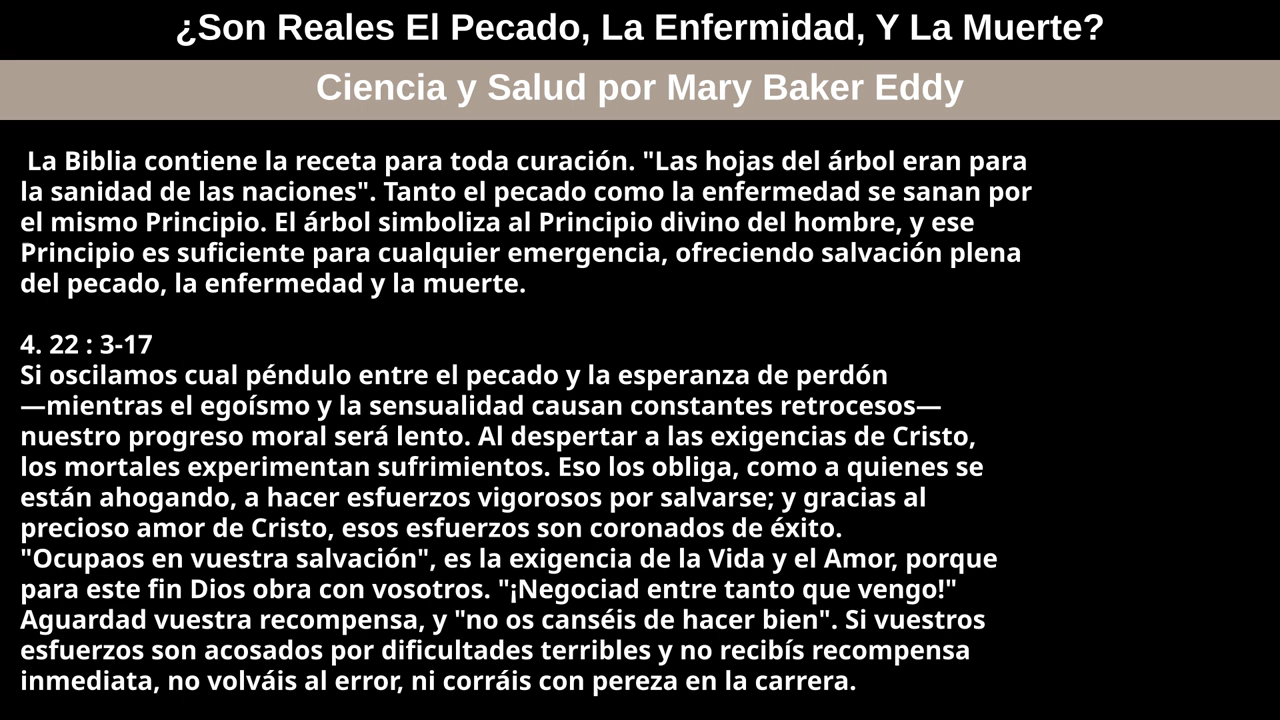 ¿Son Reales El Pecado, La Enfermidad, Y La Muerte?
Ciencia y Salud por Mary Baker Eddy
La Biblia contiene la receta para toda curación. "Las hojas del árbol eran para
la sanidad de las naciones". Tanto el pecado como la enfermedad se sanan por
el mismo Principio. El árbol simboliza al Principio divino del hombre, y ese
Principio es suficiente para cualquier emergencia, ofreciendo salvación plena
del pecado, la enfermedad y la muerte.
4. 22 : 3-17
Si oscilamos cual péndulo entre el pecado y la esperanza de perdón
—mientras el egoísmo y la sensualidad causan constantes retrocesos—
nuestro progreso moral será lento. Al despertar a las exigencias de Cristo,
los mortales experimentan sufrimientos. Eso los obliga, como a quienes se
están ahogando, a hacer esfuerzos vigorosos por salvarse; y gracias al
precioso amor de Cristo, esos esfuerzos son coronados de éxito.
"Ocupaos en vuestra salvación", es la exigencia de la Vida y el Amor, porque
para este fin Dios obra con vosotros. "¡Negociad entre tanto que vengo!"
Aguardad vuestra recompensa, y "no os canséis de hacer bien". Si vuestros
esfuerzos son acosados por dificultades terribles y no recibís recompensa
inmediata, no volváis al error, ni corráis con pereza en la carrera.